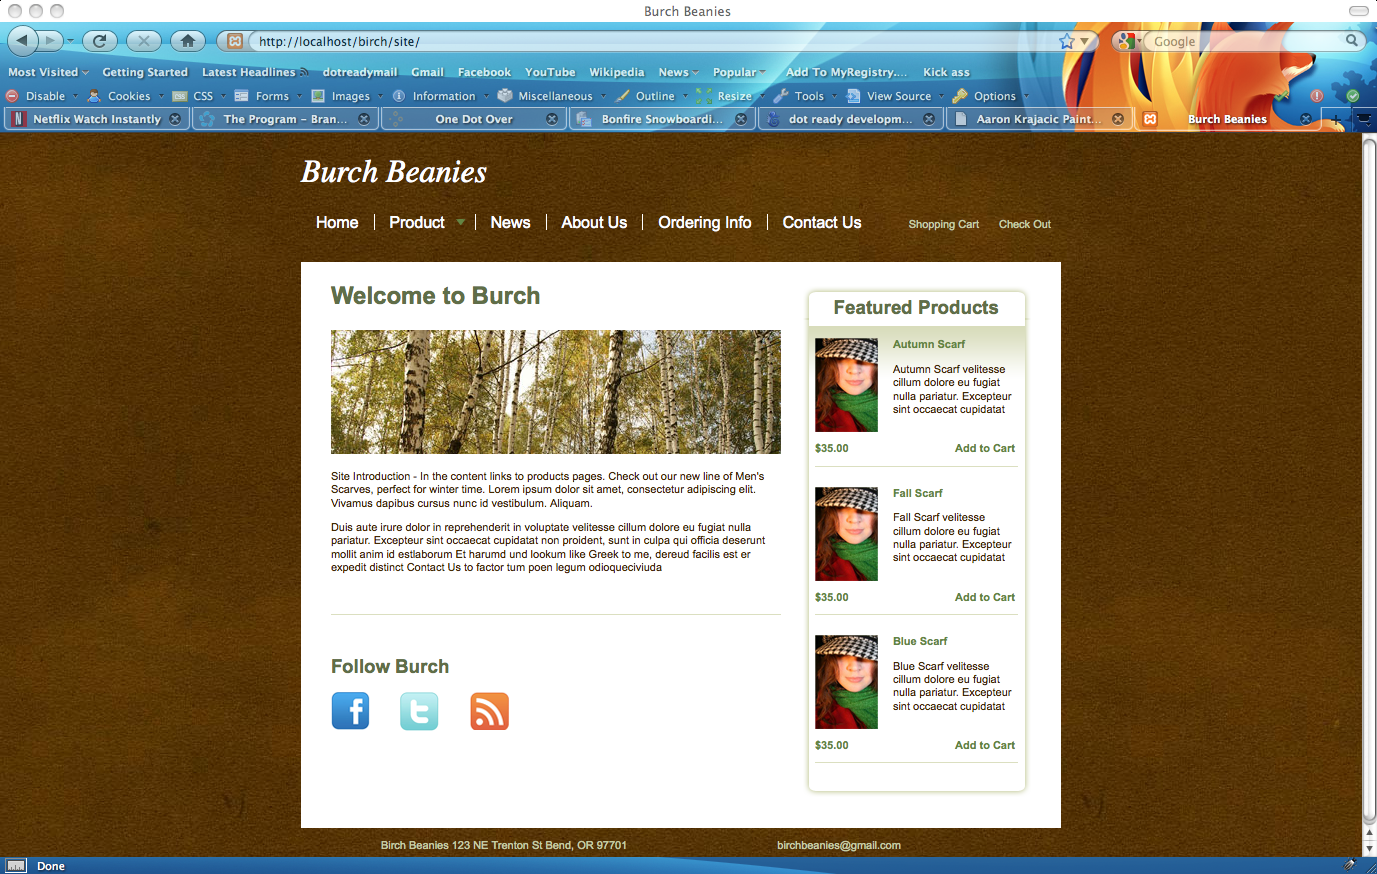 Burch Beanies
http://localhost/birch/site/
Google
Most Visited Getting Started Latest Headlines dotreadymail Gmail Facebook YouTube Wikipedia News Popular Add To MyRegistry.... Kick ass
Disable Cookies CSS Forms Images Information Miscellaneous Outline Resize Tools View Source Options
Netflix Watch Instantly The Program – Bran... One Dot Over Bonfire Snowboardi... dot ready developm... Aaron Krajacic Paint... Burch Beanies
Burch Beanies
Home Product News About Us Ordering Info Contact Us Shopping Cart Check Out
Welcome to Burch
Site Introduction - In the content links to products pages. Check out our new line of Men's
Scarves, perfect for winter time. Lorem ipsum dolor sit amet, consectetur adipiscing elit.
Vivamus dapibus cursus nunc id vestibulum. Aliquam.
Duis aute irure dolor in reprehenderit in voluptate velitesse cillum dolore eu fugiat nulla
pariatur. Excepteur sint occaecat cupidatat non proident, sunt in culpa qui officia deserunt
mollit anim id estlaborum Et harumd und lookum like Greek to me, dereud facilis est er
expedit distinct Contact Us to factor tum poen legum odioqueciviuda
Follow Burch
Featured Products
Autumn Scarf
Autumn Scarf velitesse
cillum dolore eu fugiat
nulla pariatur. Excepteur
sint occaecat cupidatat
$35.00 Add to Cart
Fall Scarf
Fall Scarf velitesse
cillum dolore eu fugiat
nulla pariatur. Excepteur
sint occaecat cupidatat
$35.00 Add to Cart
Blue Scarf
Blue Scarf velitesse
cillum dolore eu fugiat
nulla pariatur. Excepteur
sint occaecat cupidatat
$35.00 Add to Cart
Birch Beanies 123 NE Trenton St Bend, OR 97701
birchbeanies@gmail.com
Done